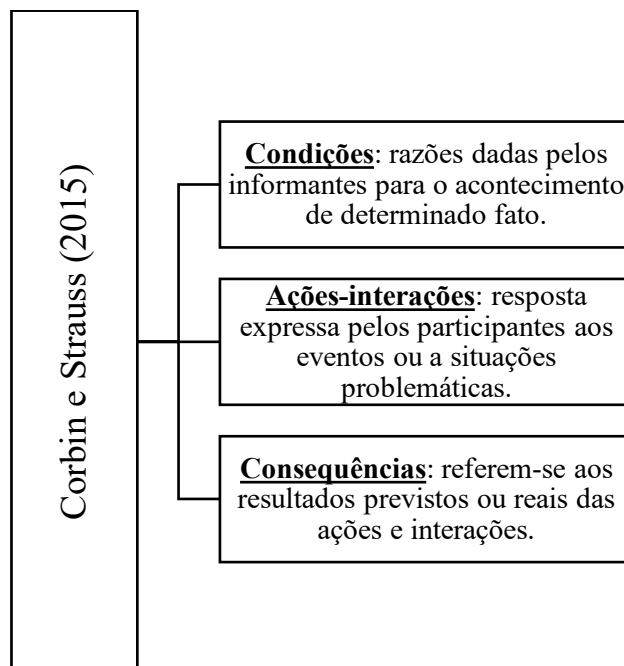 Corbin e Strauss (2015)
Condições: razões dadas pelos
informantes para o acontecimento
de determinado fato.
Ações-interações: resposta
expressa pelos participantes aos
eventos ou a situações
problemáticas.
Consequências: referem-se aos
resultados previstos ou reais das
ações e interações.